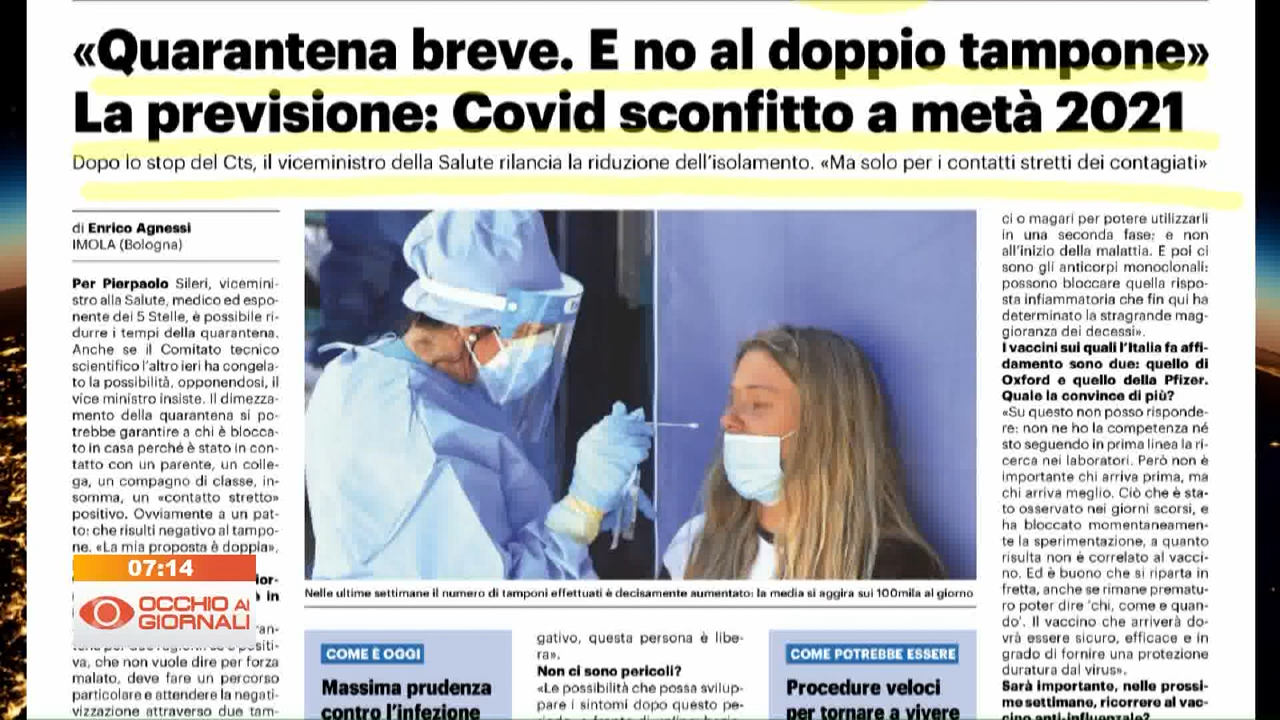 «Quarantena breve. E no al doppio tampone»
La previsione: Covid sconfitto a metà 2021
Dopo lo stop del Cts, il viceministro della Salute rilancia la riduzione dell'isolamento. «Ma solo per i contatti stretti dei contagiati»
di Enrico Agnessi
IMOLA (Bologna)
Per Pierpaolo Sileri, vicemini-
stro alla Salute, medico ed espo-
nente dei 5 Stelle, è possibile ri-
durre i tempi della quarantena.
Anche se il Comitato tecnico
scientifico l'altro ieri ha congela-
to la possibilità, opponendosi, il
vice ministro insiste. Il dimezza-
mento della quarantena si po-
trebbe garantire a chi è blocca-
to in casa perché è stato in con-
tatto con un parente, un colle-
ga, un compagno di classe, in-
somma, un «contatto stretto»
positivo. Ovviamente a un pat-
to: che risulti negativo al tampo-
ne. «La mia proposta è doppia»,
va, che non vuole dire per forza
malato, deve fare un percorso
particolare e attendere la negati-
vizzazione attraverso due tam-
07:14
OCCHIO AI
GIORNALI
Nelle ultime settimane il numero di tamponi effettuati è decisamente aumentato: la media si aggira sui 100mila al giorno
COME È OGGI
Massima prudenza
contro l'infezione
gativo, questa persona è libe-
ra».
Non ci sono pericoli?
«Le possibilità che possa svilup-
pare i sintomi dopo questo pe-
COME POTREBBE ESSERE
Procedure veloci
per tornare a vivere
ci o magari per potere utilizzarli
in una seconda fase; e non
all'inizio della malattia. E poi ci
sono gli anticorpi monoclonali:
possono bloccare quella rispo-
sta infiammatoria che fin qui ha
determinato la stragrande mag-
gioranza dei decessi».
I vaccini sui quali l'Italia fa affi-
damento sono due: quello di
Oxford e quello della Pfizer.
Quale la convince di più?
«Su questo non posso risponde-
re: non ne ho la competenza né
sto seguendo in prima linea la ri-
cerca nei laboratori. Però non è
importante chi arriva prima, ma
chi arriva meglio. Ciò che è sta-
to osservato nei giorni scorsi, e
ha bloccato momentaneamen-
te la sperimentazione, a quanto
risulta non è correlato al vacci-
no. Ed è buono che si riparta in
fretta, anche se rimane prematu-
ro poter dire 'chi, come e quan-
do'. Il vaccino che arriverà do-
vrà essere sicuro, efficace e in
grado di fornire una protezione
duratura dal virus».
Sarà importante, nelle prossi-
me settimane, ricorrere al vac-
cino anti-influenza?